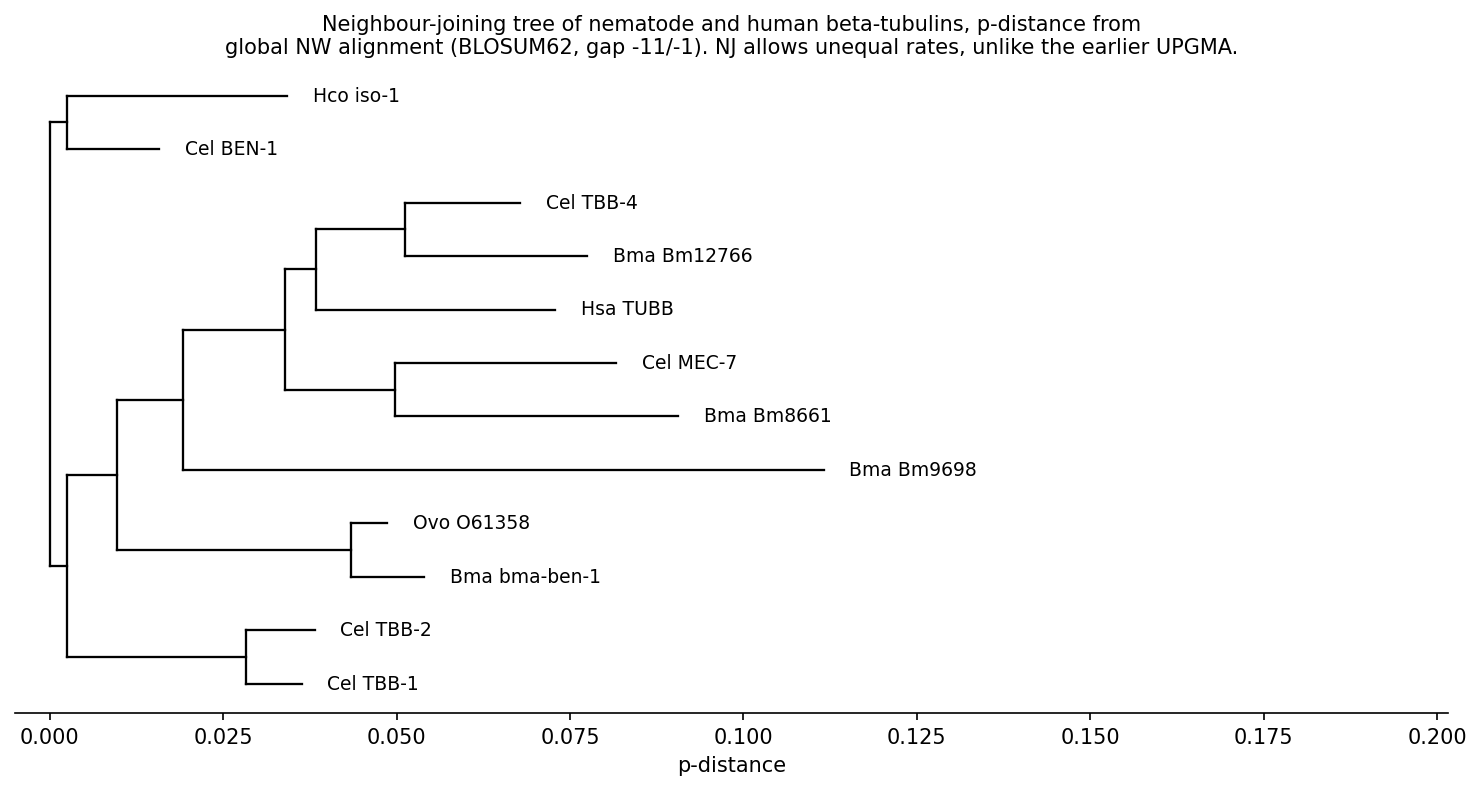 Neighbour-joining tree of nematode and human beta-tubulins, p-distance from
global NW alignment (BLOSUM62, gap -11/-1). NJ allows unequal rates, unlike the earlier UPGMA.
Hco iso-1
Cel BEN-1
Cel TBB-4
Bma Bm12766
Hsa TUBB
Cel MEC-7
Bma Bm8661
Bma Bm9698
Ovo O61358
Bma bma-ben-1
Cel TBB-2
Cel TBB-1
0.000 0.025 0.050 0.075 0.100 0.125 0.150 0.175 0.200
p-distance